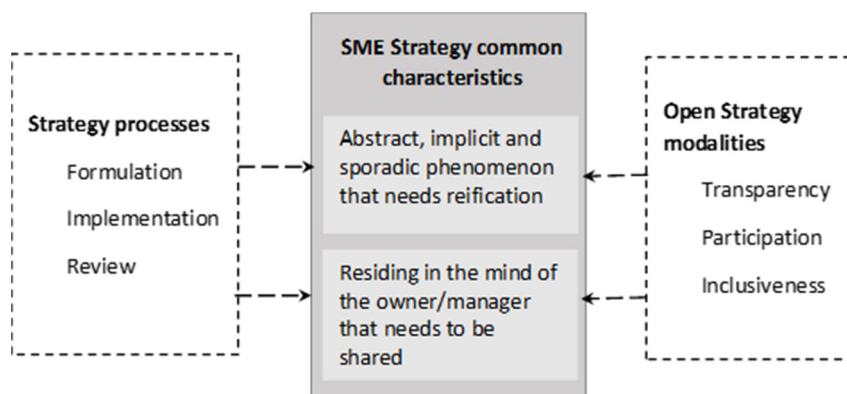 Strategy processes
Formulation
Implementation
Review
SME Strategy common
characteristics
Abstract, implicit and
sporadic phenomenon
that needs reification
Residing in the mind of
the owner/manager
that needs to be
shared
Open Strategy
modalities
Transparency
Participation
Inclusiveness